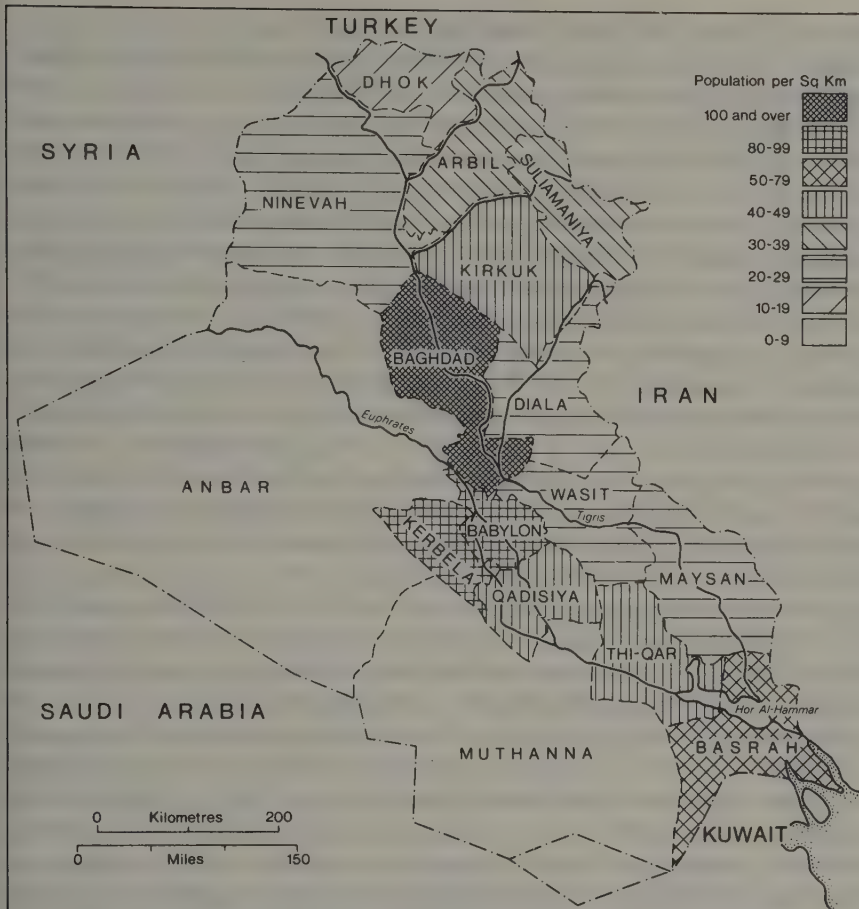 TURKEY
DHOK
Population per Sq Km
100 and over
80-99
50-79
40-49
30-39
20-29
10-19
0-9
SYRIA
ARBIL
SULIAMANIYA
NINEVAH
KIRKUK
BAGHDAD
IRAN
DIALA
Euphrates
ANBAR
WASIT
Tigris
BABYLON
KERBELA
MAYSAN
QADISIYA
THI-QAR
SAUDI ARABIA
Hor Al-Hammar
BASRAH
MUTHANNA
0 Kilometres 200
KUWAIT
0 Miles 150